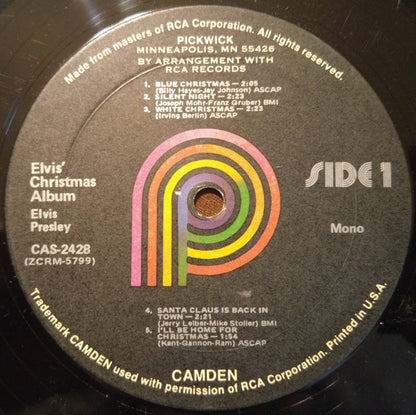 Made from masters of RCA Corporation. All rights reserved.
PICKWICK
MINNEAPOLIS, MN 55426
BY ARRANGEMENT WITH
RCA RECORDS
1. BLUE CHRISTMAS—2:05
(Billy Hayes-Jay Johnson) ASCAP
2. SILENT NIGHT—2:23
(Joseph Mohr-Franz Gruber) BMI
3. WHITE CHRISTMAS—2:23
(Irving Berlin) ASCAP
Elvis'
Christmas
Album
Elvis
Presley
CAS-2428
(ZCRM-5799)
SIDE 1
Mono
4. SANTA CLAUS IS BACK IN
TOWN—2:21
(Jerry Leiber-Mike Stoller) BMI
5. I'LL BE HOME FOR
CHRISTMAS—1:54
(Kent-Gannon-Ram) ASCAP
CAMDEN
Trademark CAMDEN used with permission of RCA Corporation. Printed in U.S.A.